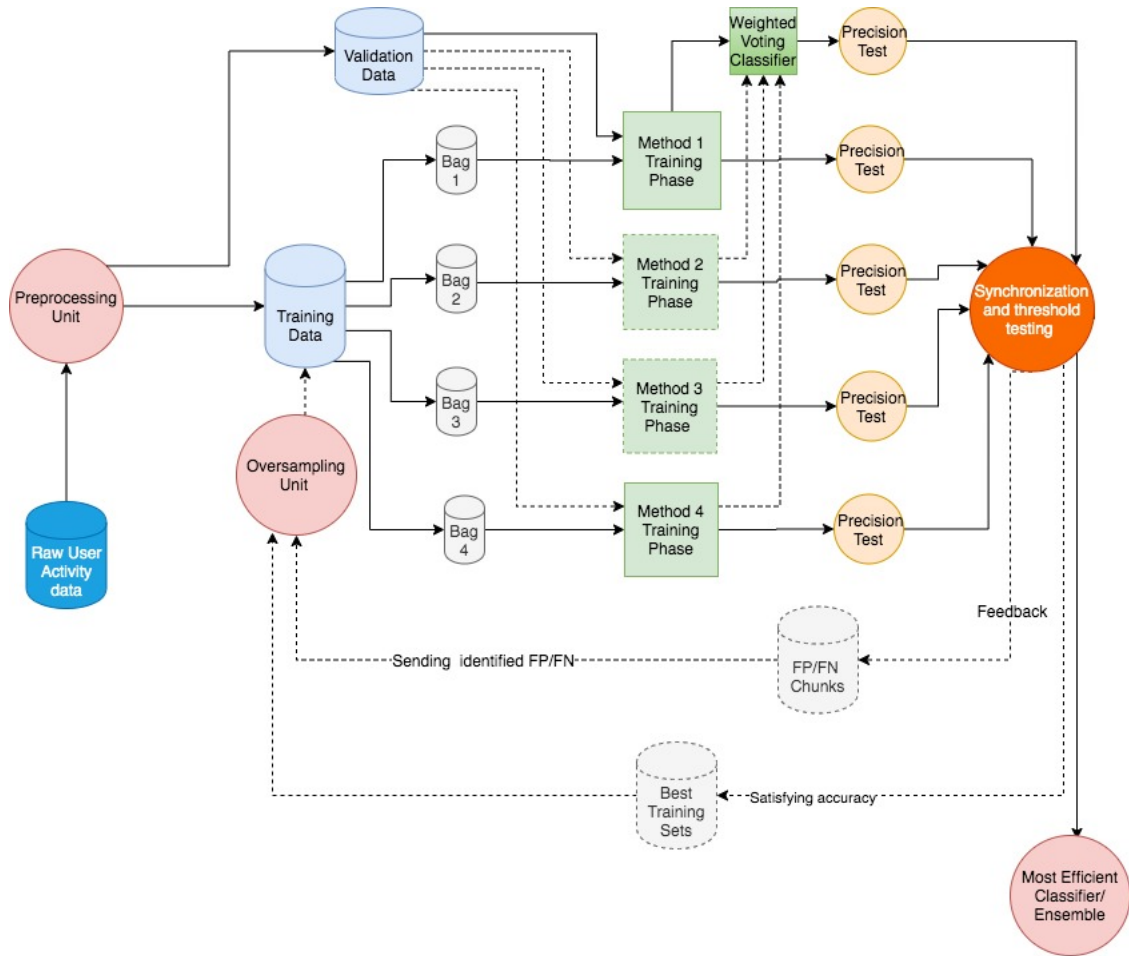 Weighted
Voting
Classifier
Precision
Test
Validation
Data
Method 1
Training
Phase
Bag
1
Precision
Test
Preprocessing
Unit
Training
Data
Bag
2
Method 2
Training
Phase
Precision
Test
Synchronization
and threshold
testing
Bag
3
Method 3
Training
Phase
Precision
Test
Oversampling
Unit
Bag
4
Method 4
Training
Phase
Precision
Test
Raw User
Activity
data
Feedback
Sending identified FP/FN
FP/FN
Chunks
Best
Training
Sets
Satisfying accuracy
Most Efficient
Classifier/
Ensemble